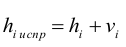 h_{i испр} = h_i + v_i